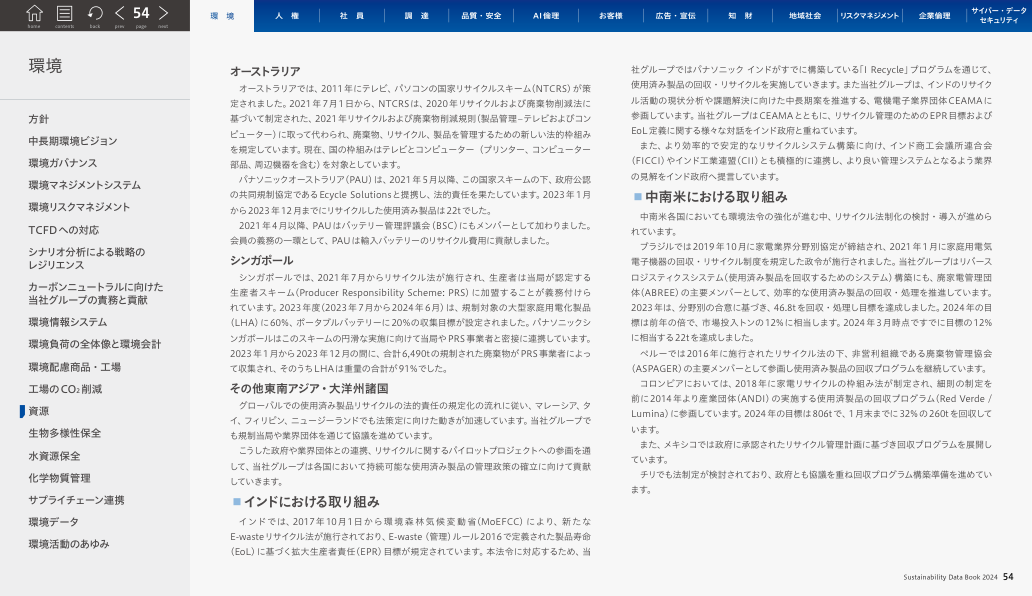 home contents back prev 54 page next
環 境 人 権 社 員 調 達 品質・安全 AI倫理 お客様 広告・宣伝 知 財 地域社会 リスクマネジメント 企業倫理 サイバー・データ
セキュリティ
環境
方針
中長期環境ビジョン
環境ガバナンス
環境マネジメントシステム
環境リスクマネジメント
TCFDへの対応
シナリオ分析による戦略の
レジリエンス
カーボンニュートラルに向けた
当社グループの責務と貢献
環境情報システム
環境負荷の全体像と環境会計
環境配慮商品・工場
工場のCO₂削減
資源
生物多様性保全
水資源保全
化学物質管理
サプライチェーン連携
環境データ
環境活動のあゆみ
オーストラリア
オーストラリアでは、2011年にテレビ、パソコンの国家リサイクルスキーム(NTCRS)が策
定されました。2021年7月1日から、NTCRSは、2020年リサイクルおよび廃棄物削減法に
基づいて制定された、2021年リサイクルおよび廃棄物削減規則(製品管理−テレビおよびコン
ピューター)に取って代わられ、廃棄物、リサイクル、製品を管理するための新しい法的枠組み
を規定しています。現在、国の枠組みはテレビとコンピューター（プリンター、コンピューター
部品、周辺機器を含む）を対象としています。
パナソニックオーストラリア(PAU)は、2021年5月以降、この国家スキームの下、政府公認
の共同規制協定であるEcycle Solutionsと提携し、法的責任を果たしています。2023年1月
から2023年12月までにリサイクルした使用済み製品は22tでした。
2021年4月以降、PAUはバッテリー管理評議会(BSC)にもメンバーとして加わりました。
会員の義務の一環として、PAUは輸入バッテリーのリサイクル費用に貢献しました。
シンガポール
シンガポールでは、2021年7月からリサイクル法が施行され、生産者は当局が認定する
生産者スキーム(Producer Responsibility Scheme: PRS)に加盟することが義務付けら
れています。2023年度(2023年7月から2024年6月)は、規制対象の大型家庭用電化製品
(LHA)に60%、ポータブルバッテリーに20%の収集目標が設定されました。パナソニックシ
ンガポールはこのスキームの円滑な実施に向けて当局やPRS事業者と密接に連携しています。
2023年1月から2023年12月の間に、合計6,490tの規制された廃棄物がPRS事業者によっ
て収集され、そのうちLHAは重量の合計が91%でした。
その他東南アジア・大洋州諸国
グローバルでの使用済み製品リサイクルの法的責任の規定化の流れに従い、マレーシア、タ
イ、フィリピン、ニュージーランドでも法策定に向けた動きが加速しています。当社グループで
も規制当局や業界団体を通じて協議を進めています。
こうした政府や業界団体との連携、リサイクルに関するパイロットプロジェクトへの参画を通
して、当社グループは各国において持続可能な使用済み製品の管理政策の確立に向けて貢献
していきます。
■インドにおける取り組み
インドでは、2017年10月1日から環境森林気候変動省(MoEFCC)により、新たな
E-wasteリサイクル法が施行されており、E-waste（管理）ルール2016で定義された製品寿命
(EoL)に基づく拡大生産者責任(EPR)目標が規定されています。本法令に対応するため、当
社グループではパナソニック インドがすでに構築している「I Recycle」プログラムを通じて、
使用済み製品の回収・リサイクルを実施していきます。また当社グループは、インドのリサイク
ル活動の現状分析や課題解決に向けた中長期案を推進する、電機電子業界団体CEAMAに
参画しています。当社グループはCEAMAとともに、リサイクル管理のためのEPR目標および
EoL定義に関する様々な対話をインド政府と重ねています。
また、より効率的で安定的なリサイクルシステム構築に向け、インド商工会議所連合会
(FICCI)やインド工業連盟(CII)とも積極的に連携し、より良い管理システムとなるよう業界
の見解をインド政府へ提言しています。
■中南米における取り組み
中南米各国においても環境法令の強化が進む中、リサイクル法制化の検討・導入が進めら
れています。
ブラジルでは2019年10月に家電業界分野別協定が締結され、2021年1月に家庭用電気
電子機器の回収・リサイクル制度を規定した政令が施行されました。当社グループはリバース
ロジスティクスシステム(使用済み製品を回収するためのシステム)構築にも、廃家電管理団
体(ABREE)の主要メンバーとして、効率的な使用済み製品の回収・処理を推進しています。
2023年は、分野別の合意に基づき、46.8tを回収・処理し目標を達成しました。2024年の目
標は前年の倍で、市場投入トンの12%に相当します。2024年3月時点ですでに目標の12%
に相当する22tを達成しました。
ペルーでは2016年に施行されたリサイクル法の下、非営利組織である廃棄物管理協会
(ASPAGER)の主要メンバーとして参画し使用済み製品の回収プログラムを継続しています。
コロンビアにおいては、2018年に家電リサイクルの枠組み法が制定され、細則の制定を
前に2014年より産業団体(ANDI)の実施する使用済製品の回収プログラム(Red Verde /
Lumina)に参画しています。2024年の目標は806tで、1月末までに32%の260tを回収して
います。
また、メキシコでは政府に承認されたリサイクル管理計画に基づき回収プログラムを展開し
ています。
チリでも法制定が検討されており、政府とも協議を重ね回収プログラム構築準備を進めてい
ます。
Sustainability Data Book 2024 54